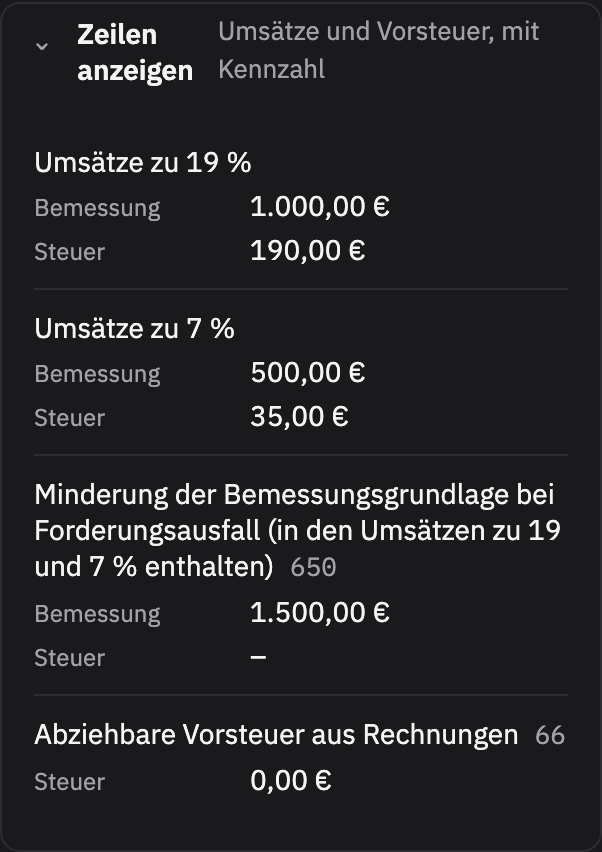 Zeilen anzeigen
Umsätze und Vorsteuer, mit Kennzahl
Umsätze zu 19 %
Bemessung 1.000,00 €
Steuer 190,00 €
Umsätze zu 7 %
Bemessung 500,00 €
Steuer 35,00 €
Minderung der Bemessungsgrundlage bei
Forderungsausfall (in den Umsätzen zu 19
und 7 % enthalten) 650
Bemessung 1.500,00 €
Steuer –
Abziehbare Vorsteuer aus Rechnungen 66
Steuer 0,00 €